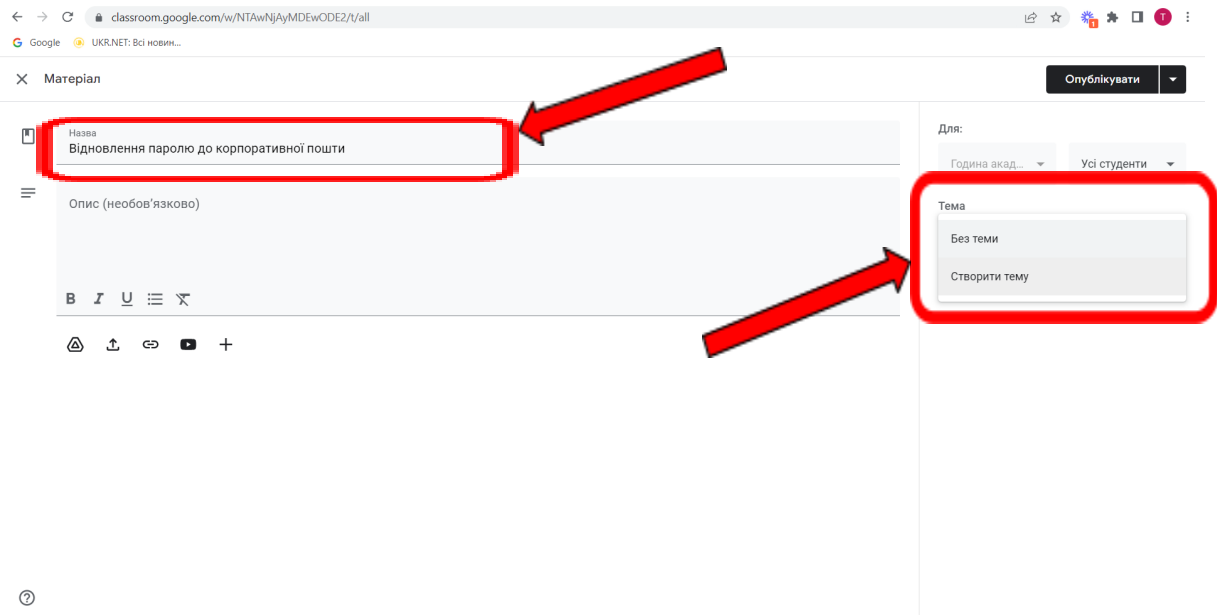 classroom.google.com/w/NTAwNjAyMDEwODE2/t/all
1
T
G Google UKR.NET: Всі новин...
Матеріал
Опублікувати
Назва
Відновлення паролю до корпоративної пошти
Для:
Година акад... Усі студенти
Опис (необов'язково)
Тема
Без теми
Створити тему
B I U